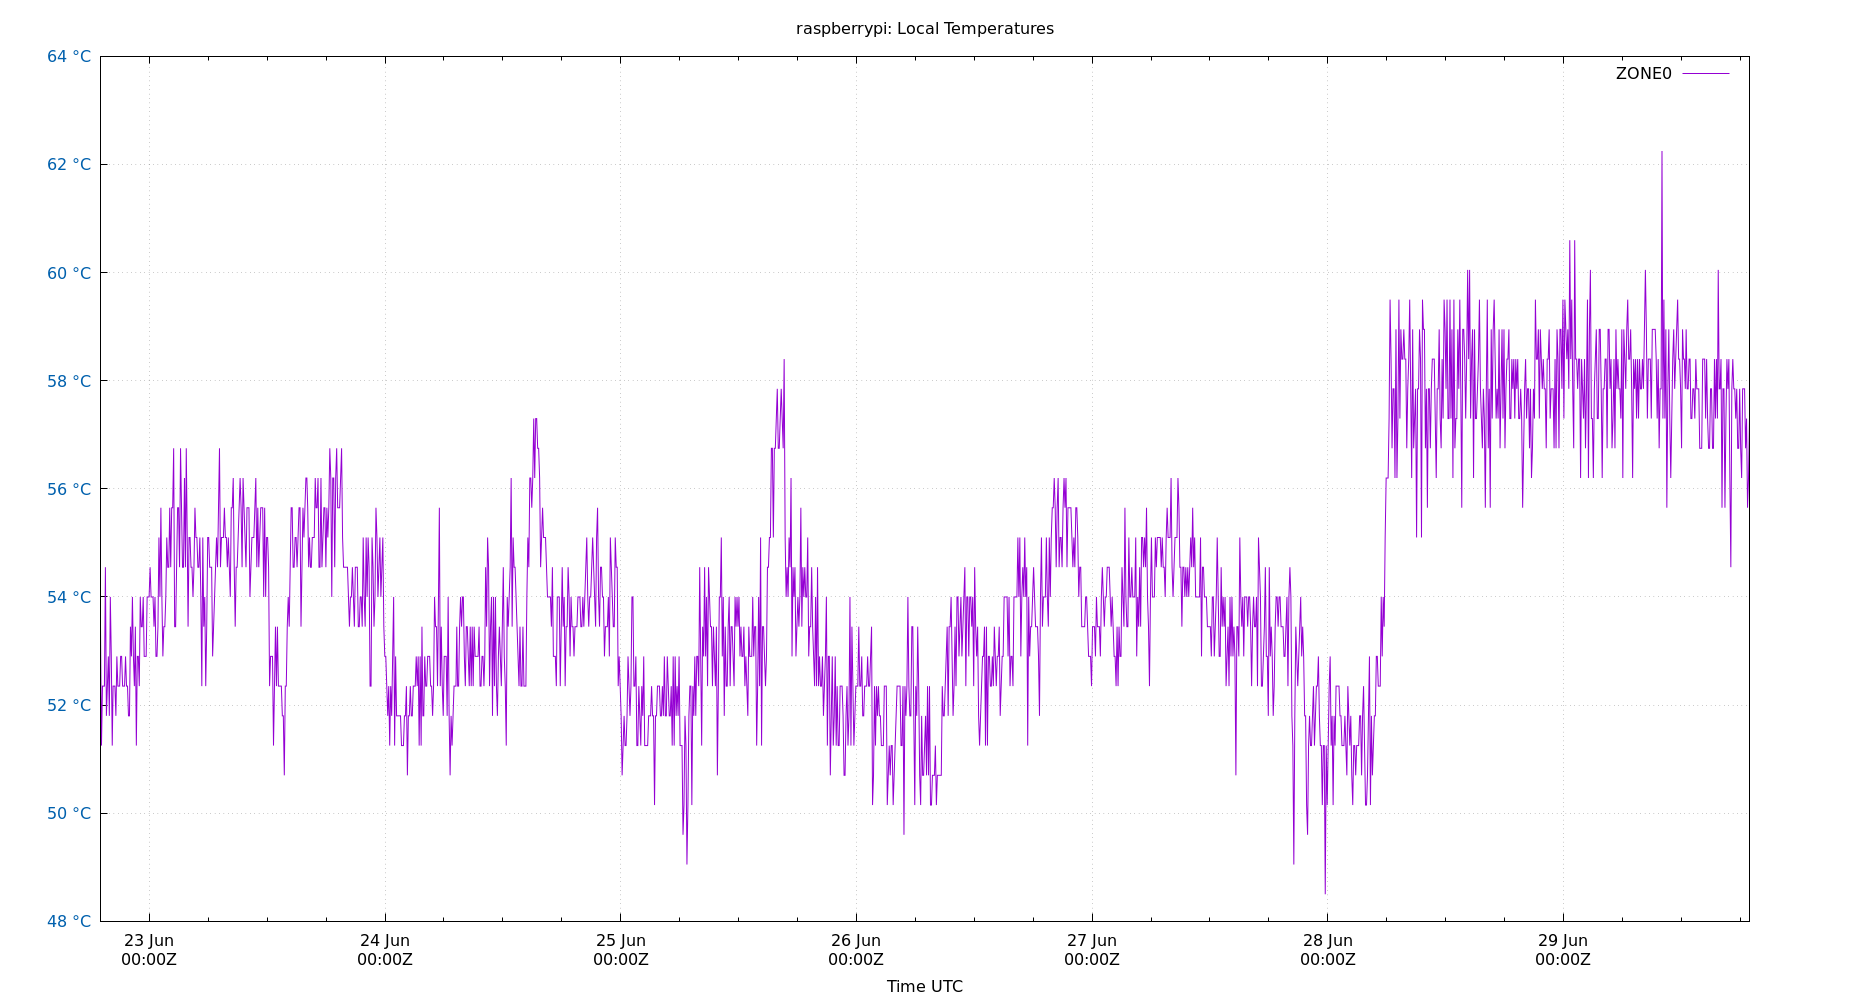 raspberrypi: Local Temperatures
64 °C
ZONE0
62 °C
60 °C
58 °C
56 °C
54 °C
52 °C
50 °C
48 °C
23 Jun 24 Jun 25 Jun 26 Jun 27 Jun 28 Jun 29 Jun
00:00Z 00:00Z 00:00Z 00:00Z 00:00Z 00:00Z 00:00Z
Time UTC